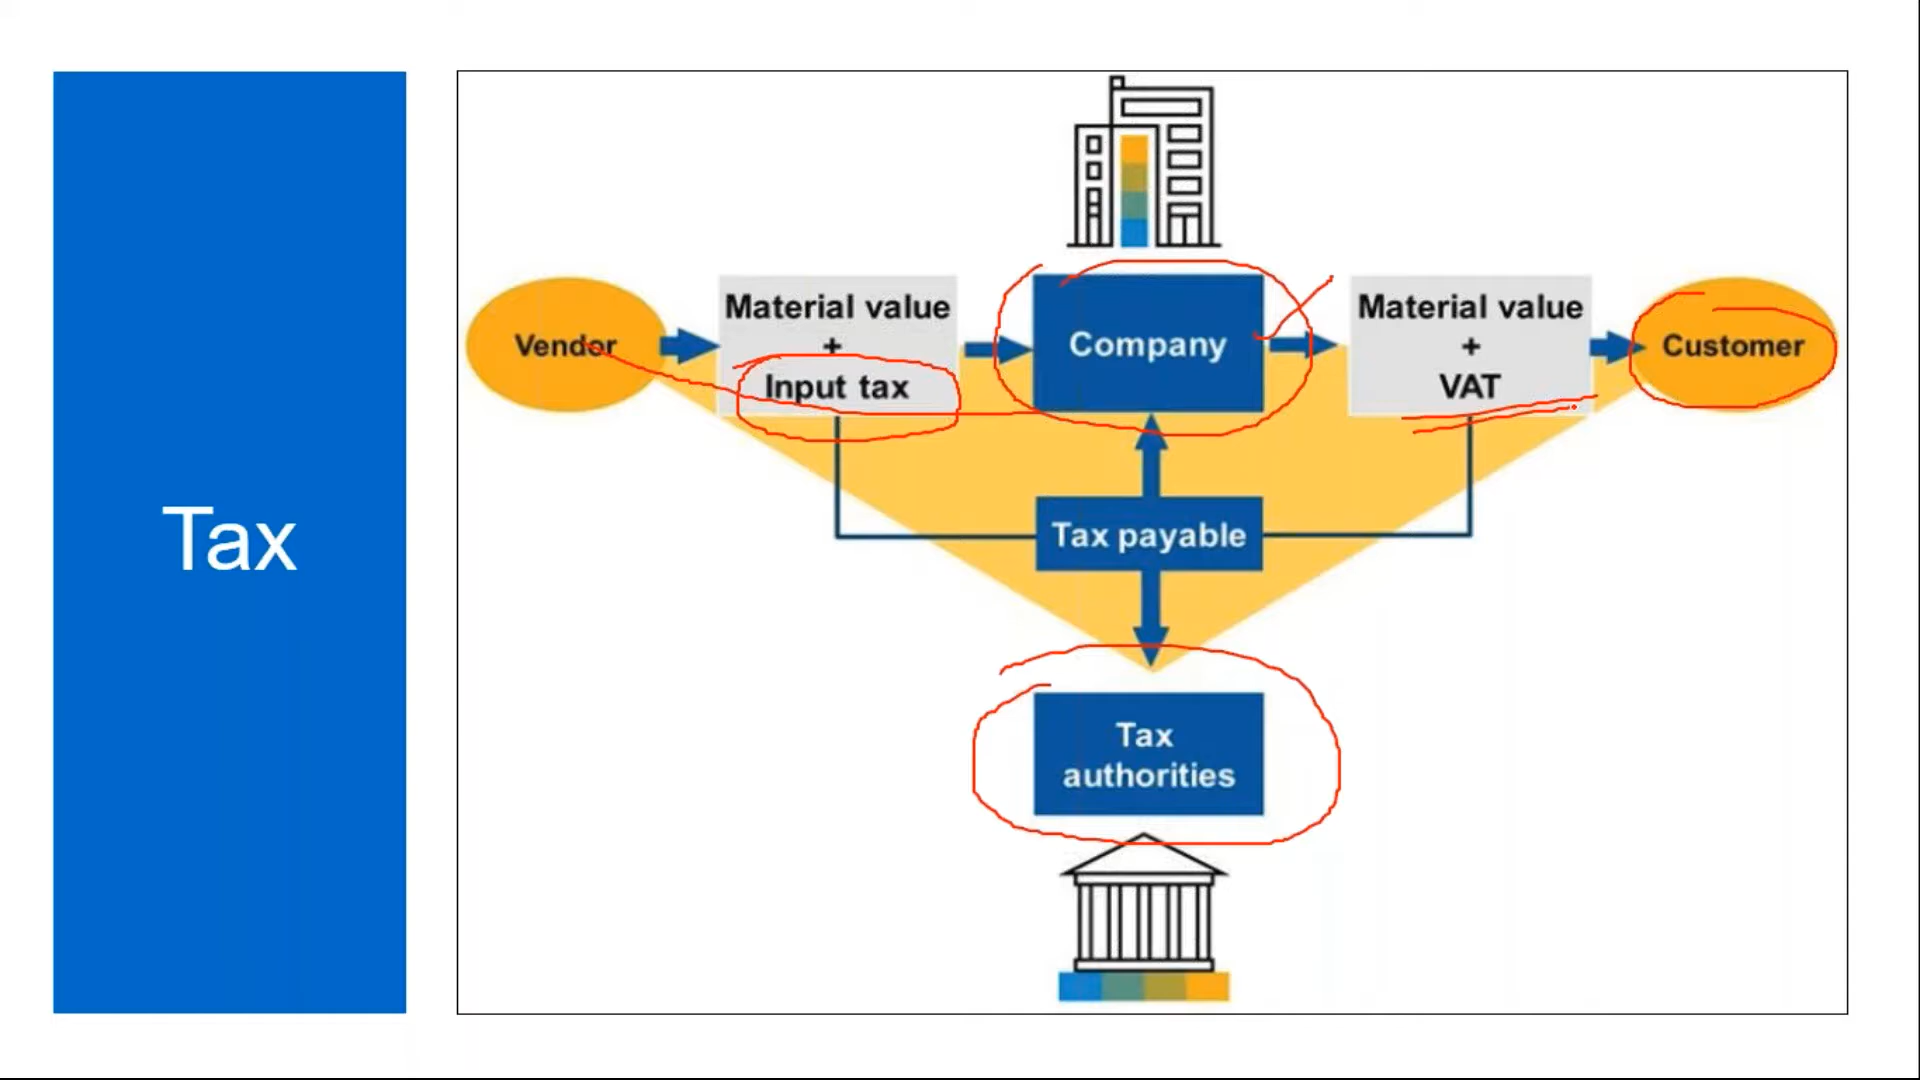 Tax
Vendor
Material value
+
Input tax
Company
Material value
+
VAT
Customer
Tax payable
Tax
authorities